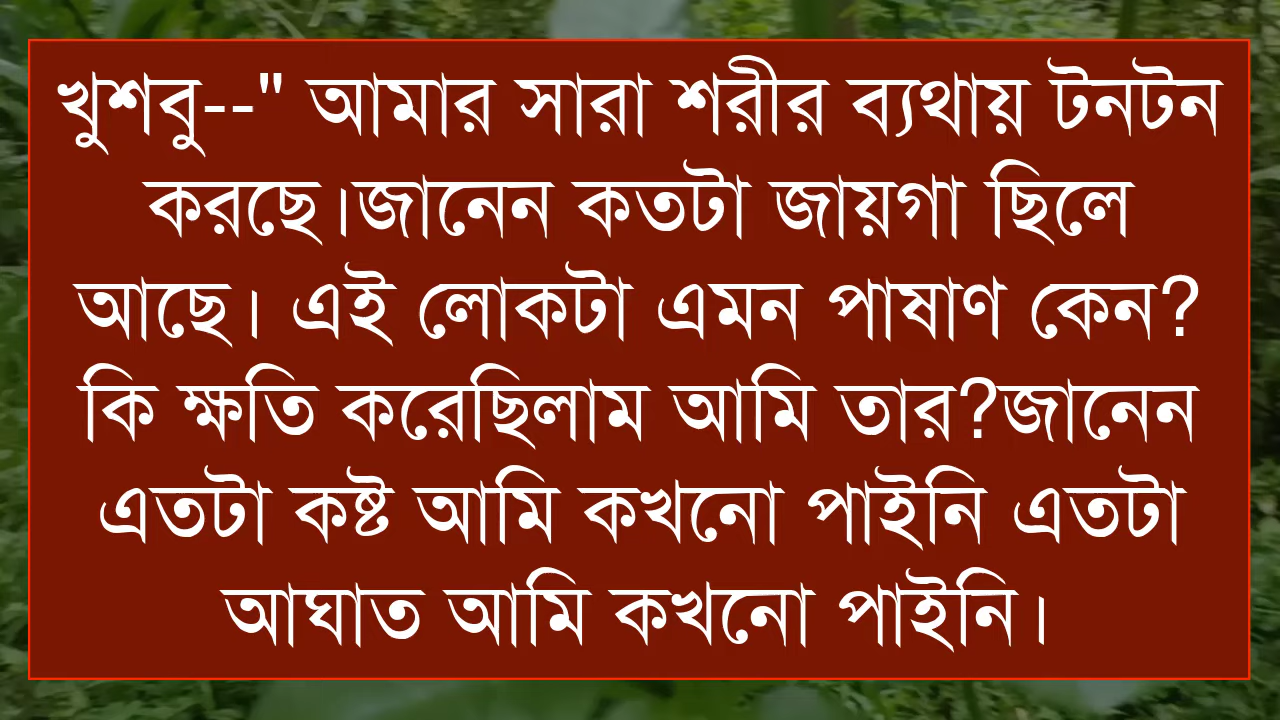 খুশবু--" আমার সারা শরীর ব্যথায় টনটন
করছে।জানেন কতটা জায়গা ছিলে
আছে। এই লোকটা এমন পাষাণ কেন?
কি ক্ষতি করেছিলাম আমি তার?জানেন
এতটা কষ্ট আমি কখনো পাইনি এতটা
আঘাত আমি কখনো পাইনি।